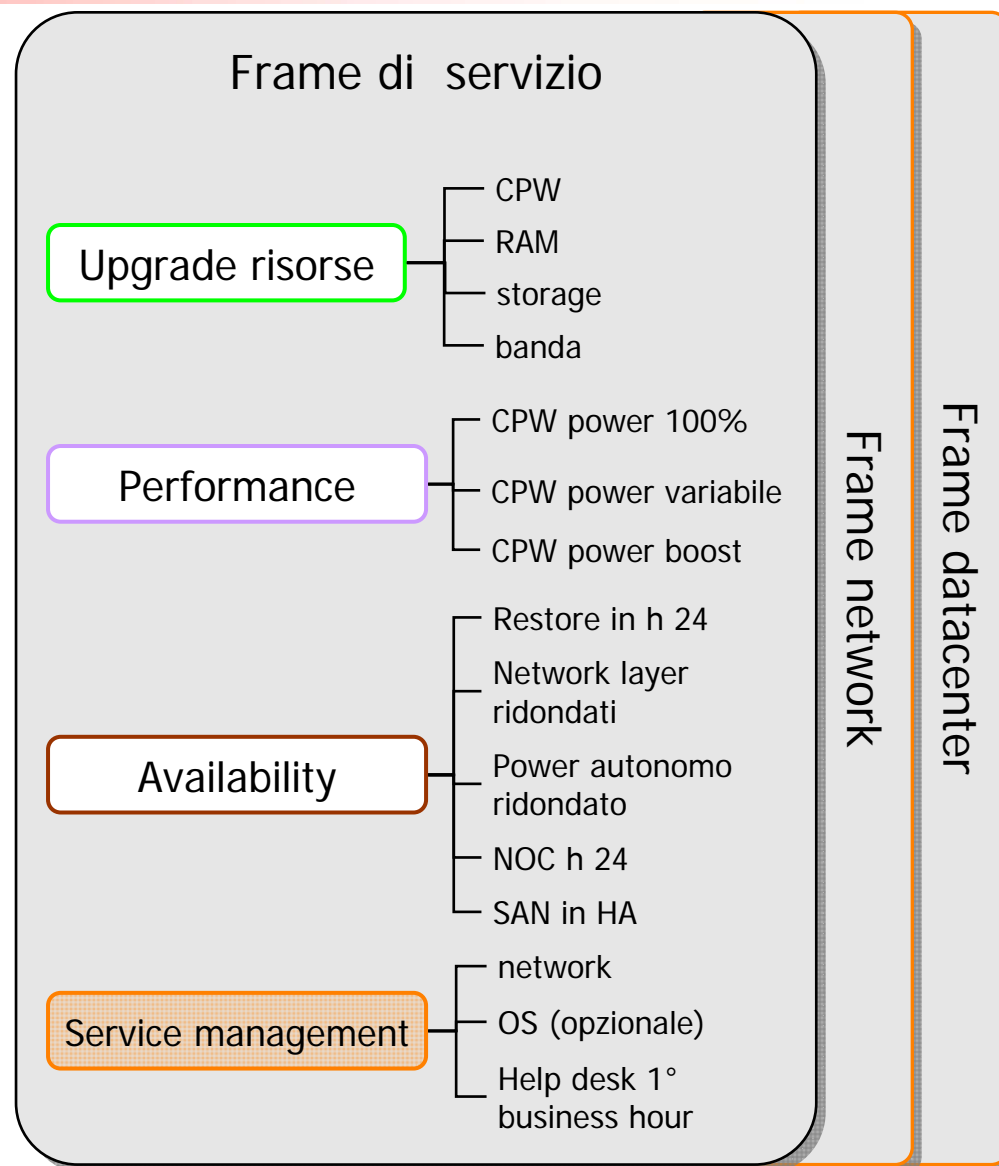 Frame di servizio
Upgrade risorse
CPW
RAM
storage
banda
Performance
CPW power 100%
CPW power variabile
CPW power boost
Availability
Restore in h 24
Network layer
ridondati
Power autonomo
ridondato
NOC h 24
SAN in HA
Service management
network
OS (opzionale)
Help desk 1°
business hour
Frame network
Frame datacenter